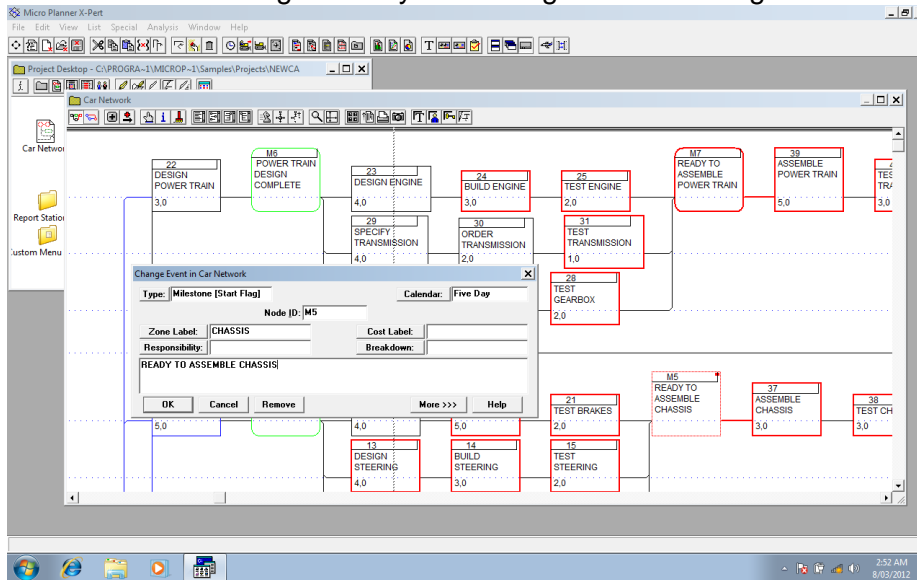 Micro Planner X-Pert
File Edit View List Special Analysis Window Help
Project Desktop - C:\PROGRA~1\MICROP~1\Samples\Projects\NEWCA
Car Network
Car Networ
Report Station
ustom Menu
22
DESIGN
POWER TRAIN
3,0
M6
POWER TRAIN
DESIGN
COMPLETE
23
DESIGN ENGINE
4,0
24
BUILD ENGINE
3,0
25
TEST ENGINE
2,0
M7
READY TO
ASSEMBLE
POWER TRAIN
39
ASSEMBLE
POWER TRAIN
5,0
TES
TRA
3,0
29
SPECIFY
TRANSMISSION
4,0
30
ORDER
TRANSMISSION
2,0
31
TEST
TRANSMISSION
1,0
28
TEST
GEARBOX
2,0
Change Event in Car Network
Type: Milestone [Start Flag] Calendar: Five Day
Node ID: M5
Zone Label: CHASSIS Cost Label:
Responsibility: Breakdown:
READY TO ASSEMBLE CHASSIS
OK Cancel Remove More >>> Help
5,0
4,0
5,0
21
TEST BRAKES
2,0
M5
READY TO
ASSEMBLE
CHASSIS
37
ASSEMBLE
CHASSIS
3,0
38
TEST CH
3,0
13
DESIGN
STEERING
4,0
14
BUILD
STEERING
3,0
15
TEST
STEERING
2,0
2:52 AM
8/03/2012